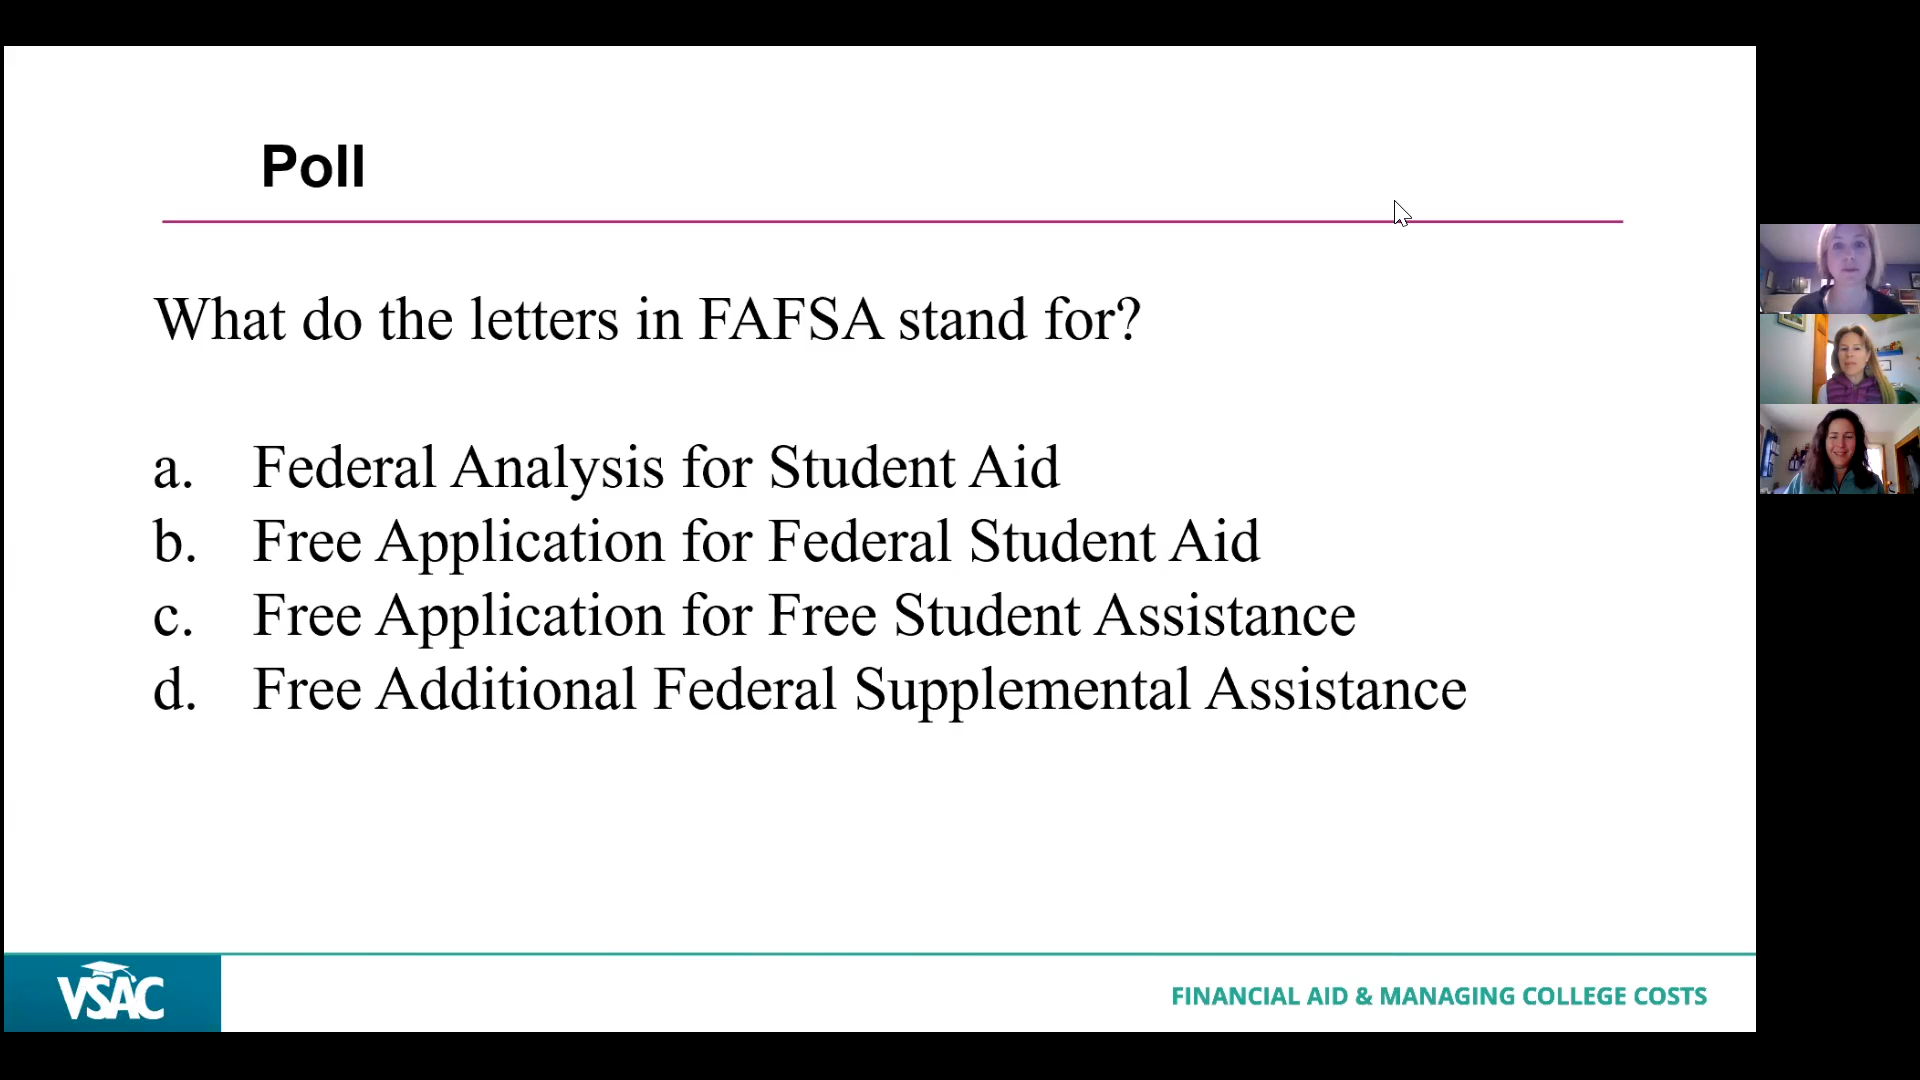 Poll
What do the letters in FAFSA stand for?
a. Federal Analysis for Student Aid
b. Free Application for Federal Student Aid
c. Free Application for Free Student Assistance
d. Free Additional Federal Supplemental Assistance
VSAC
FINANCIAL AID & MANAGING COLLEGE COSTS